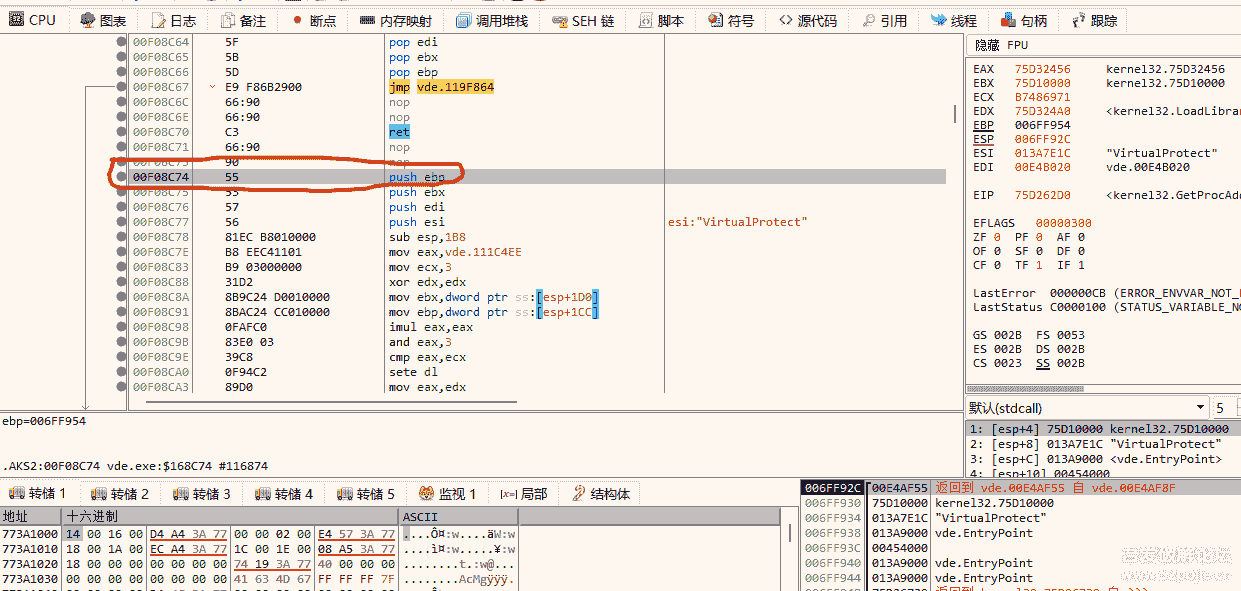 CPU 图表 日志 备注 断点 内存映射 调用堆栈 SEH 链 脚本 符号 源代码 引用 线程 句柄 跟踪
00F08C64 5F pop edi
00F08C65 5B pop ebx
00F08C66 5D pop ebp
00F08C67 E9 F86B2900 jmp vde.119F864
00F08C6C 66:90 nop
00F08C6E 66:90 nop
00F08C70 C3 ret
00F08C71 66:90 nop
00F08C73 90 nop
00F08C74 55 push ebp
00F08C75 53 push ebx
00F08C76 57 push edi
00F08C77 56 push esi esi:"VirtualProtect"
00F08C78 81EC B8010000 sub esp,1B8
00F08C7E B8 EEC41101 mov eax,vde.111C4EE
00F08C83 B9 03000000 mov ecx,3
00F08C88 31D2 xor edx,edx
00F08C8A 8B9C24 D0010000 mov ebx,dword ptr ss:[esp+1D0]
00F08C91 8BAC24 CC010000 mov ebp,dword ptr ss:[esp+1CC]
00F08C98 0FAFC0 imul eax,eax
00F08C9B 83E0 03 and eax,3
00F08C9E 39C8 cmp eax,ecx
00F08CA0 0F94C2 sete dl
00F08CA3 89D0 mov eax,edx
隐藏 FPU
EAX 75D32456 kernel32.75D32456
EBX 75D10000 kernel32.75D10000
ECX B7486971
EDX 75D324A0 <kernel32.LoadLibrar
EBP 006FF954
ESP 006FF92C
ESI 013A7E1C "VirtualProtect"
EDI 00E4B020 vde.00E4B020
EIP 75D262D0 <kernel32.GetProcAdd
EFLAGS 00000300
ZF 0 PF 0 AF 0
OF 0 SF 0 DF 0
CF 0 TF 1 IF 1
LastError 000000CB (ERROR_ENVVAR_NOT_
LastStatus C0000100 (STATUS_VARIABLE_N
GS 002B FS 0053
ES 002B DS 002B
CS 0023 SS 002B
默认(stdcall) 5
1: [esp+4] 75D10000 kernel32.75D10000
2: [esp+8] 013A7E1C "VirtualProtect"
3: [esp+C] 013A9000 <vde.EntryPoint>
4: [esp+10] 00454000
ebp=006FF954
.AKS2:00F08C74 vde.exe:$168C74 #116874
转储 1 转储 2 转储 3 转储 4 转储 5 监视 1 [x=] 局部 结构体
地址 十六进制 ASCII
773A1000 14 00 16 00 D4 A4 3A 77 00 00 02 00 E4 57 3A 77 ....Ô¤:w....äW:w
773A1010 18 00 1A 00 EC A4 3A 77 1C 00 1E 00 08 A5 3A 77 ....ì¤:w.....¥:w
773A1020 18 00 00 00 00 00 00 00 74 19 3A 77 40 00 00 00 ........t.:w@...
773A1030 00 00 00 00 00 00 00 00 41 63 4D 67 FF FF FF 7F ........AcMgÿÿÿ.
006FF92C 00E4AF55 返回到 vde.00E4AF55 自 vde.00E4AF8F
006FF930 75D10000 kernel32.75D10000
006FF934 013A7E1C "VirtualProtect"
006FF938 013A9000 vde.EntryPoint
006FF93C 00454000
006FF940 013A9000 vde.EntryPoint
006FF944 013A9000 vde.EntryPoint
吾爱破解论坛
www.52pojie.cn